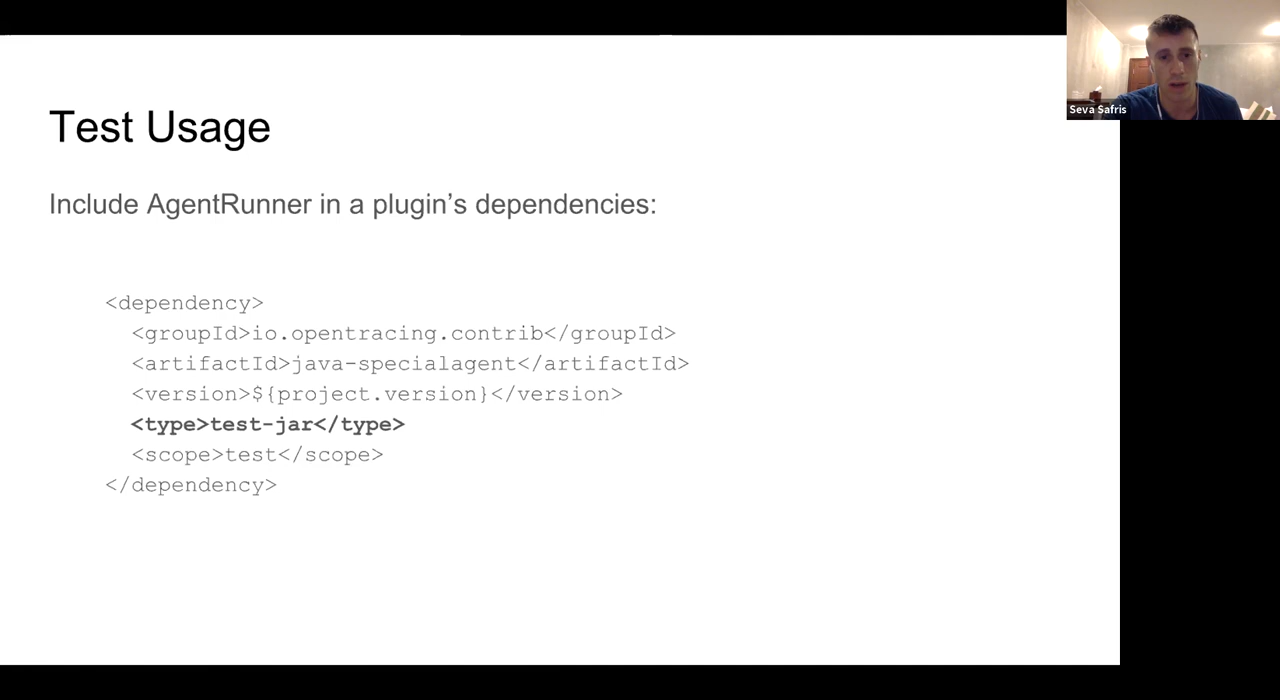 Test Usage
Include AgentRunner in a plugin’s dependencies:
<dependency>
<groupId>io.opentracing.contrib</groupId>
<artifactId>java-specialagent</artifactId>
<version>${project.version}</version>
<type>test-jar</type>
<scope>test</scope>
</dependency>
Seva Safris